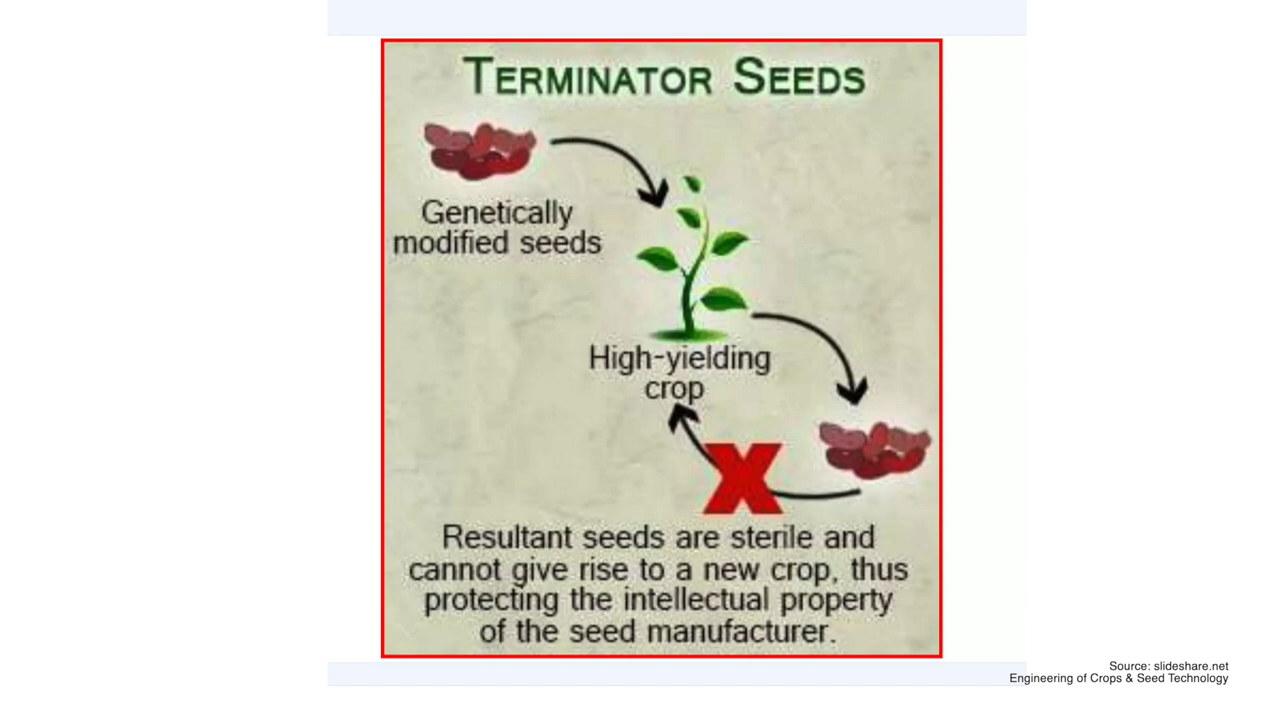 TERMINATOR SEEDS
Genetically
modified seeds
High-yielding
crop
X
Resultant seeds are sterile and
cannot give rise to a new crop, thus
protecting the intellectual property
of the seed manufacturer.
Source: slideshare.net
Engineering of Crops & Seed Technology